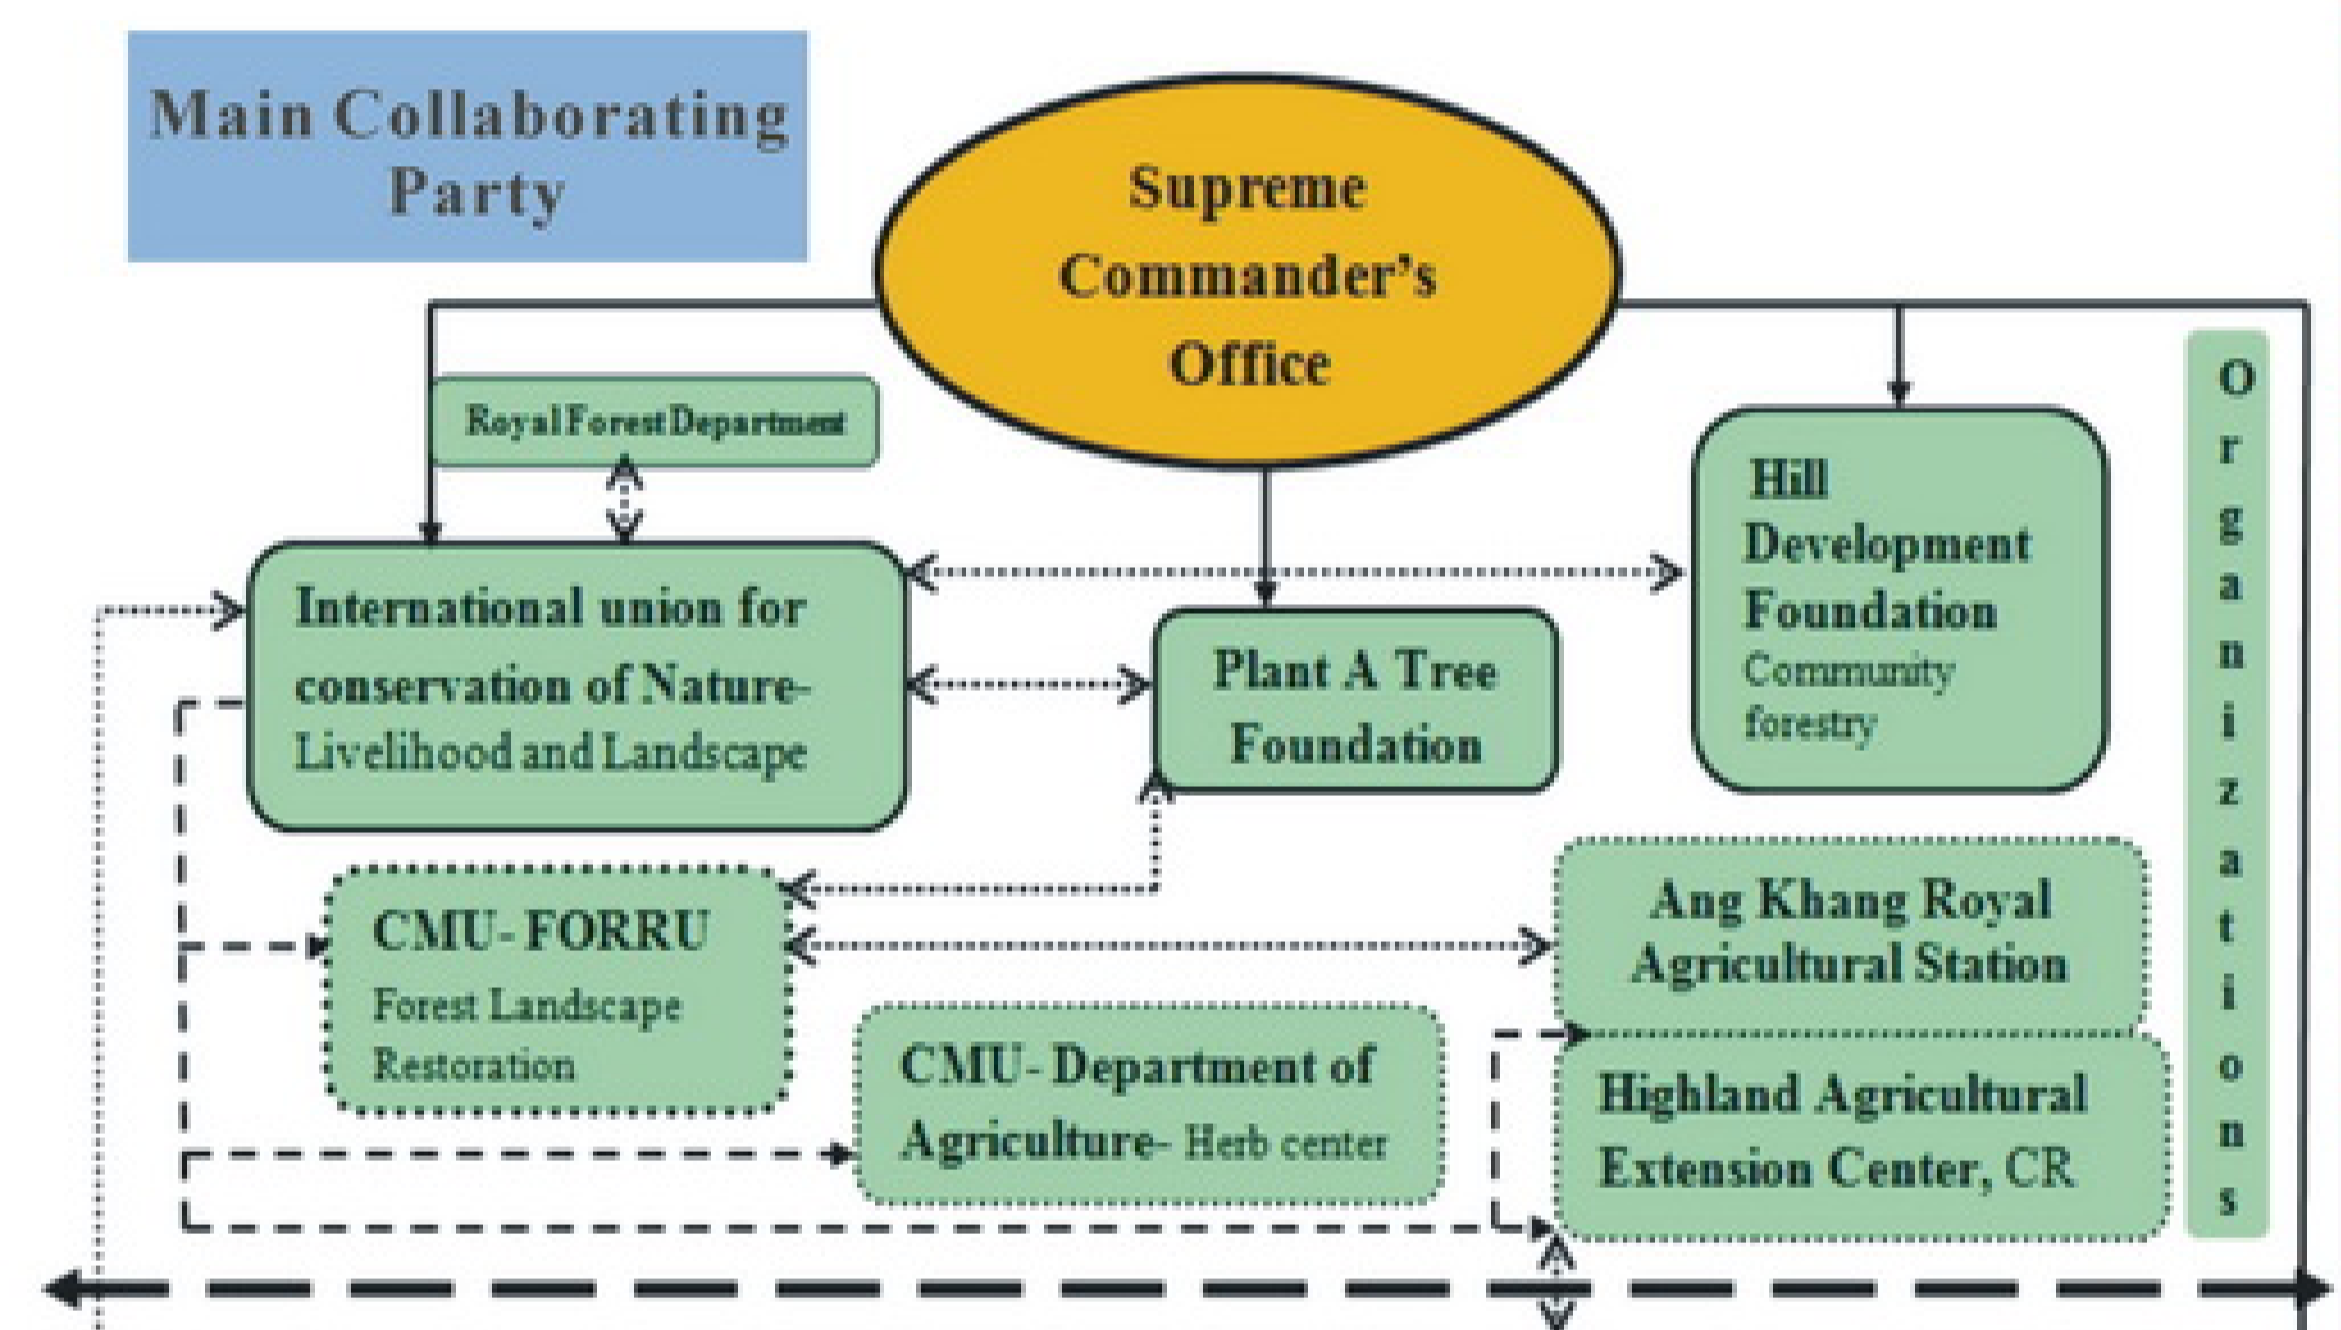 Main Collaborating
Party
Supreme
Commander’s
Office
Royal Forest Department
Hill
Development
Foundation
Community
forestry
International union for
conservation of Nature-
Livelihood and Landscape
Plant A Tree
Foundation
CMU- FORRU
Forest Landscape
Restoration
Ang Khang Royal
Agricultural Station
CMU- Department of
Agriculture- Herb center
Highland Agricultural
Extension Center, CR
O
r
g
a
n
i
z
a
t
i
o
n
s